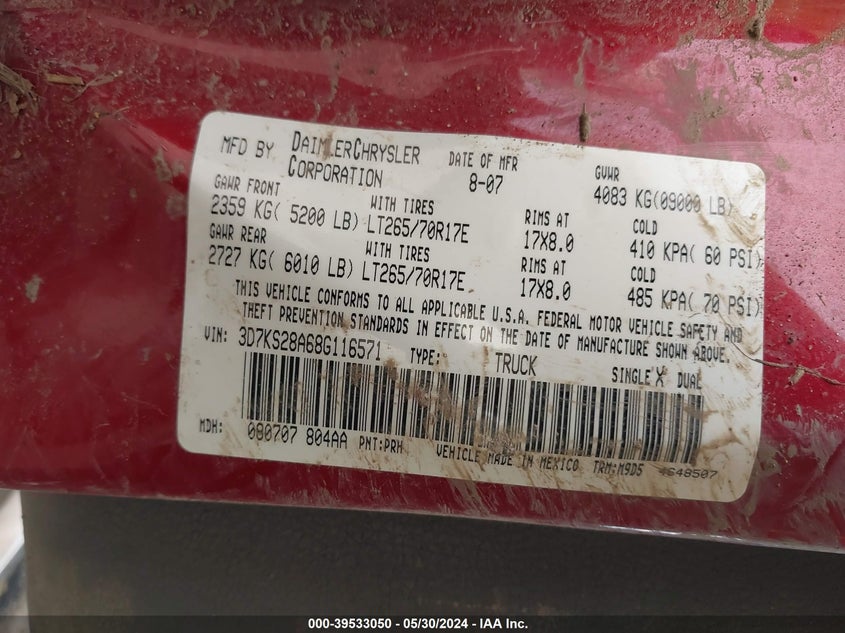 MFD BY DAIMLERCHRYSLER CORPORATION DATE OF MFR 8-07 GVWR 4083 KG(09000 LB)
GAWR FRONT WITH TIRES RIMS AT COLD
2359 KG( 5200 LB) LT265/70R17E 17X8.0 410 KPA( 60 PSI)
GAWR REAR WITH TIRES RIMS AT COLD
2727 KG( 6010 LB) LT265/70R17E 17X8.0 485 KPA( 70 PSI)
THIS VEHICLE CONFORMS TO ALL APPLICABLE U.S.A. FEDERAL MOTOR VEHICLE SAFETY AND
THEFT PREVENTION STANDARDS IN EFFECT ON THE DATE OF MANUFACTURE SHOWN ABOVE.
VIN: 3D7KS28A68G116571 TYPE: TRUCK SINGLE X DUAL
MDH: 080707 804AA PNT:PRH VEHICLE MADE IN MEXICO TRM:M9D5 4648507
000-39533050 - 05/30/2024 - IAA Inc.